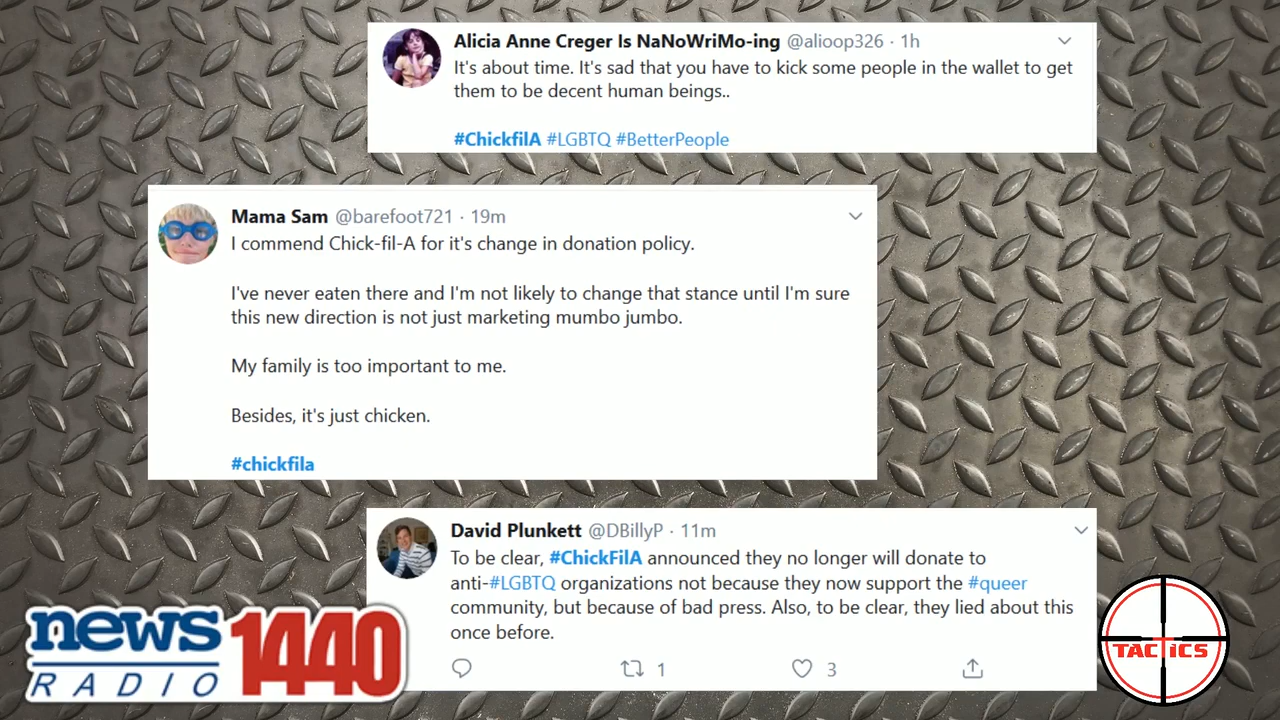 Alicia Anne Creger Is NaNoWriMo-ing @alioop326 · 1h
It's about time. It's sad that you have to kick some people in the wallet to get
them to be decent human beings..
#ChickfilA #LGBTQ #BetterPeople
Mama Sam @barefoot721 · 19m
I commend Chick-fil-A for it's change in donation policy.
I've never eaten there and I'm not likely to change that stance until I'm sure
this new direction is not just marketing mumbo jumbo.
My family is too important to me.
Besides, it's just chicken.
#chickfila
David Plunkett @DBillyP · 11m
To be clear, #ChickFilA announced they no longer will donate to
anti-#LGBTQ organizations not because they now support the #queer
community, but because of bad press. Also, to be clear, they lied about this
once before.
1 3
news 1440
RADIO
TACTICS